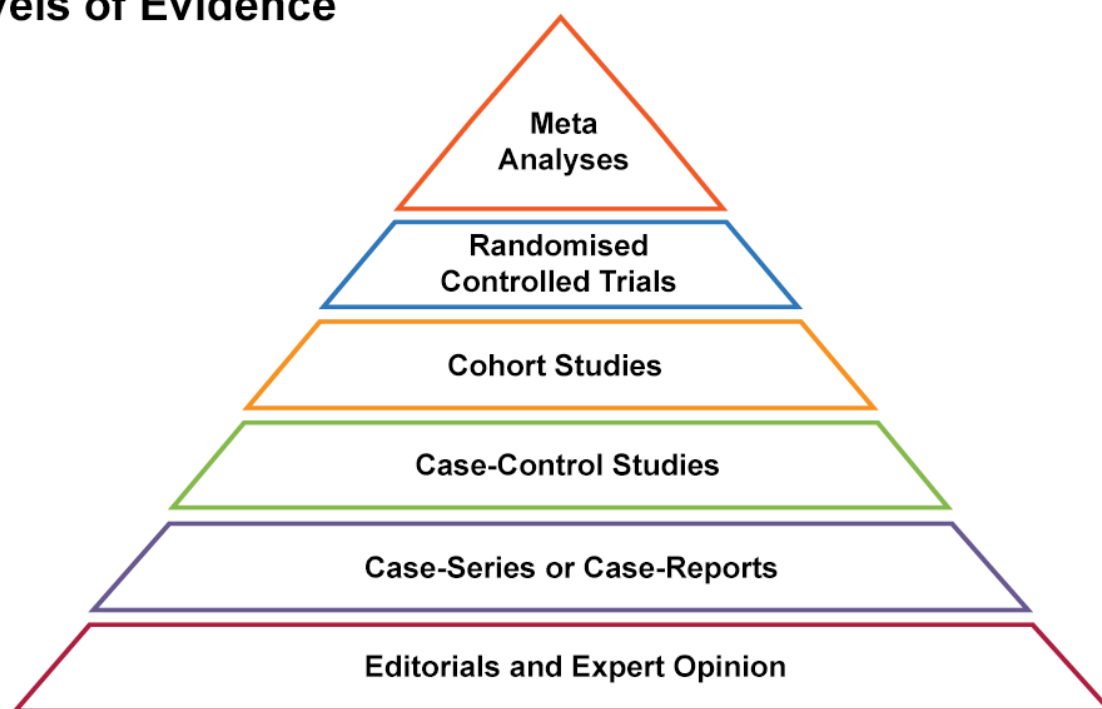 of Evidence
Meta
Analyses
Randomised
Controlled Trials
Cohort Studies
Case-Control Studies
Case-Series or Case-Reports
Editorials and Expert Opinion